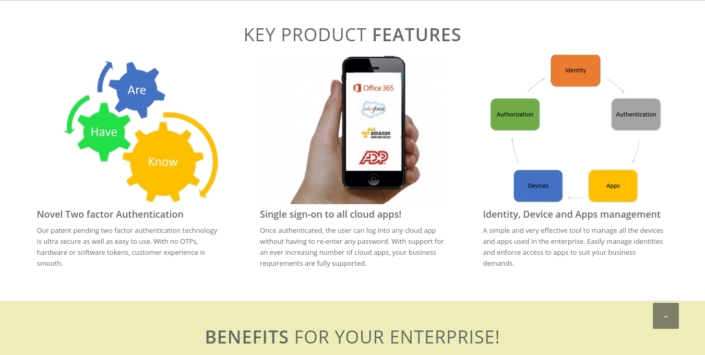 KEY PRODUCT FEATURES
Are
Have
Know
Office 365
salesforce
amazon
webservices
ADP
Identity
Authorization
Authentication
Devices
Apps
Novel Two factor Authentication
Our patent pending two factor authentication technology
is ultra secure as well as easy to use. With no OTPs,
hardware or software tokens, customer experience is
smooth.
Single sign-on to all cloud apps!
Once authenticated, the user can log into any cloud app
without having to re-enter any password. With support for
an ever increasing number of cloud apps, your business
requirements are fully supported.
Identity, Device and Apps management
A simple and very effective tool to manage all the devices
and apps used in the enterprise. Easily manage identities
and enforce access to apps to suit your business
demands.
BENEFITS FOR YOUR ENTERPRISE!